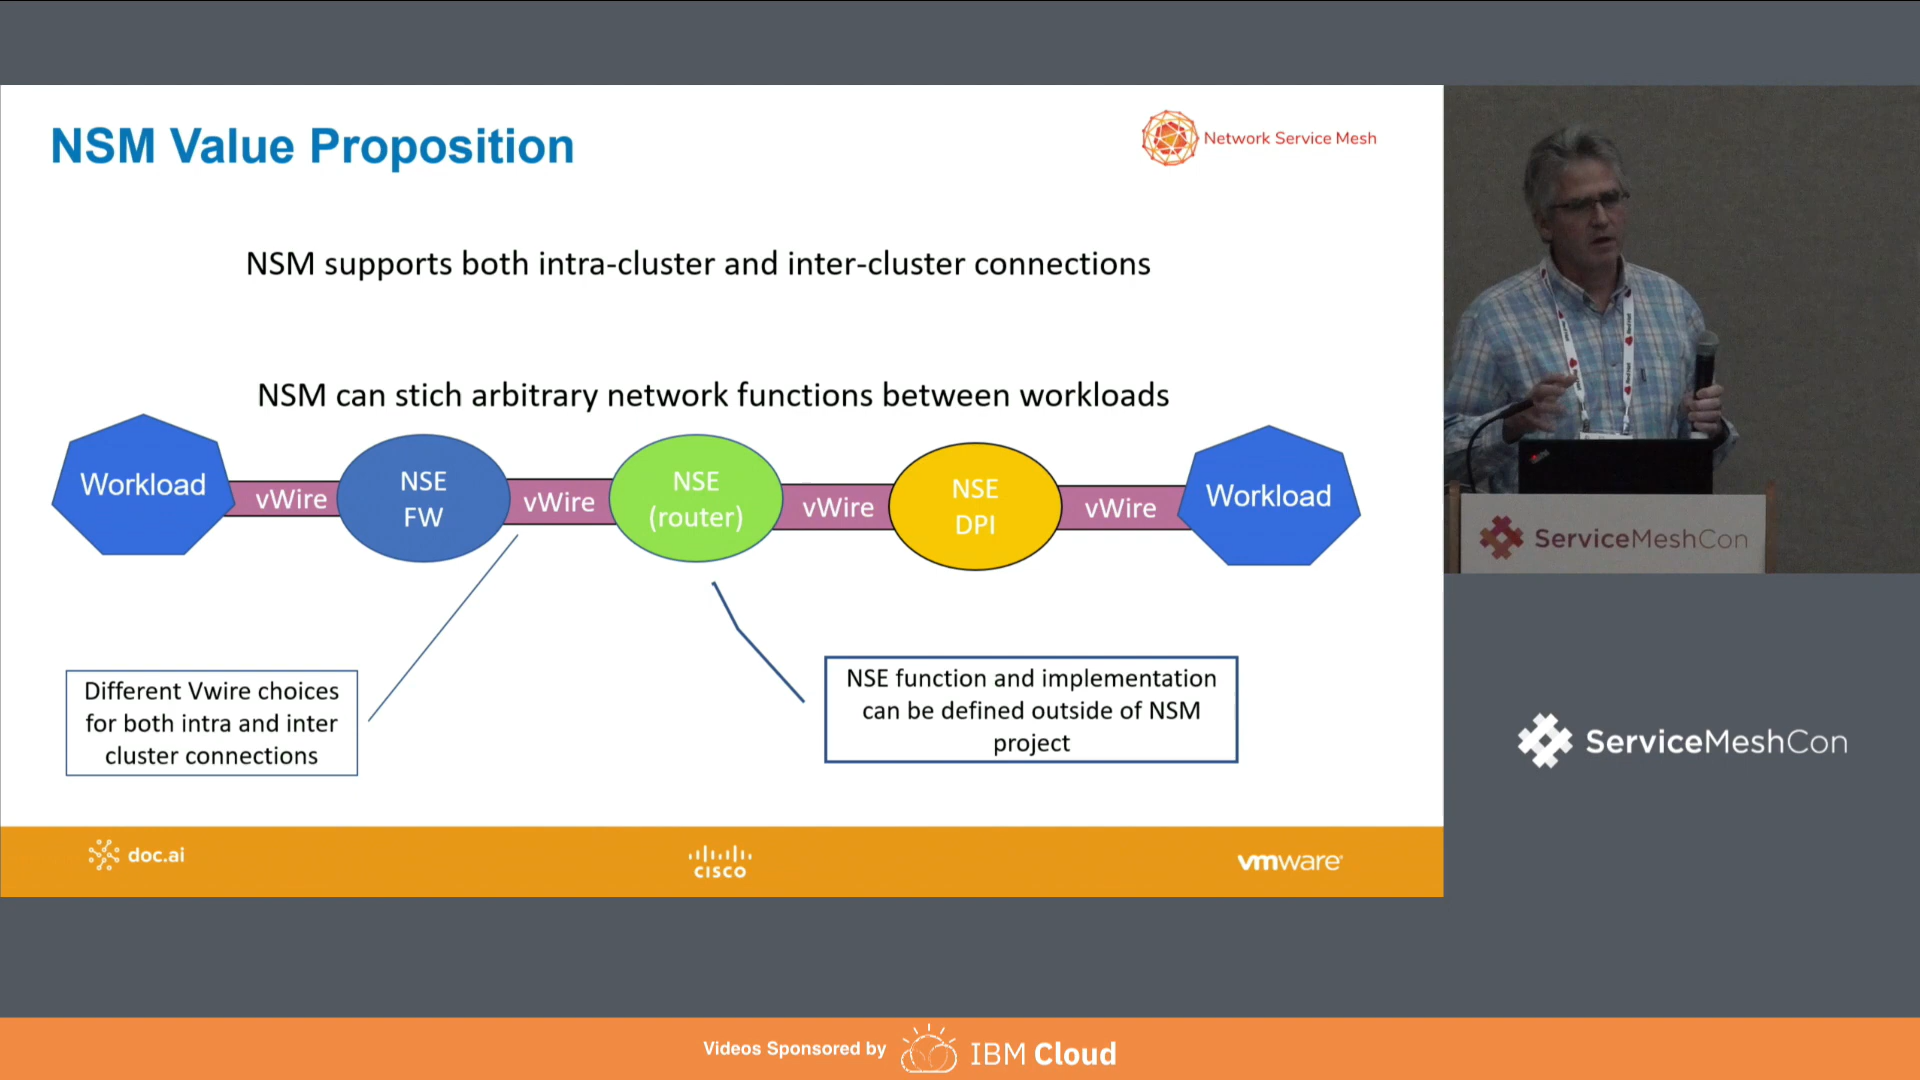 NSM Value Proposition
Network Service Mesh
NSM supports both intra-cluster and inter-cluster connections
NSM can stich arbitrary network functions between workloads
Workload
vWire
NSE
FW
vWire
NSE
(router)
vWire
NSE
DPI
vWire
Workload
Different Vwire choices
for both intra and inter
cluster connections
NSE function and implementation
can be defined outside of NSM
project
doc.ai
CISCO
vmware
ServiceMeshCon
ServiceMeshCon
Videos Sponsored by
IBM Cloud